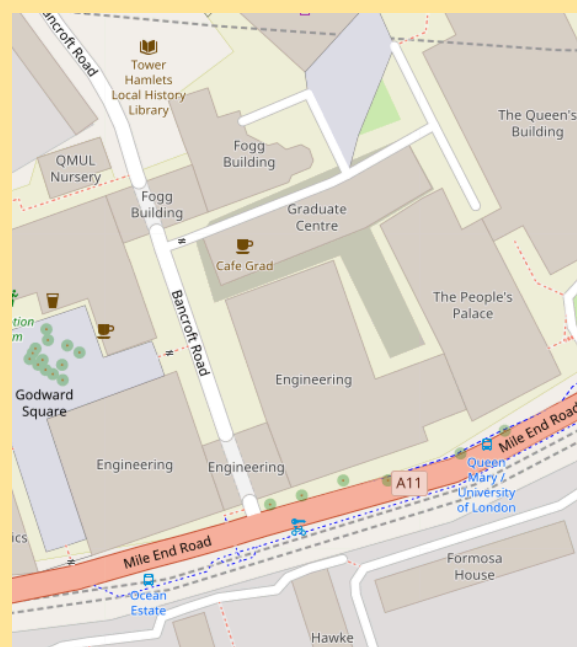 Bancroft Road
Tower
Hamlets
Local History
Library
The Queen's
Building
QMUL
Nursery
Fogg
Building
Fogg
Building
Graduate
Centre
Cafe Grad
Bancroft Road
The People's
Palace
Godward
Square
Engineering
Engineering
Engineering
A11
Mile End Road
Queen
Mary /
University
of London
Mile End Road
Ocean
Estate
Formosa
House
Hawke